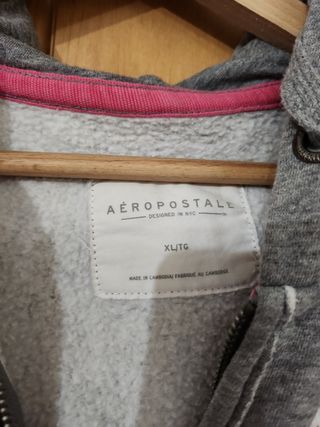 AÉROPOSTALE
DESIGNED IN NYC
XL/TG
MADE IN CAMBODIA/ FABRIQUÉ AU CAMBODGE